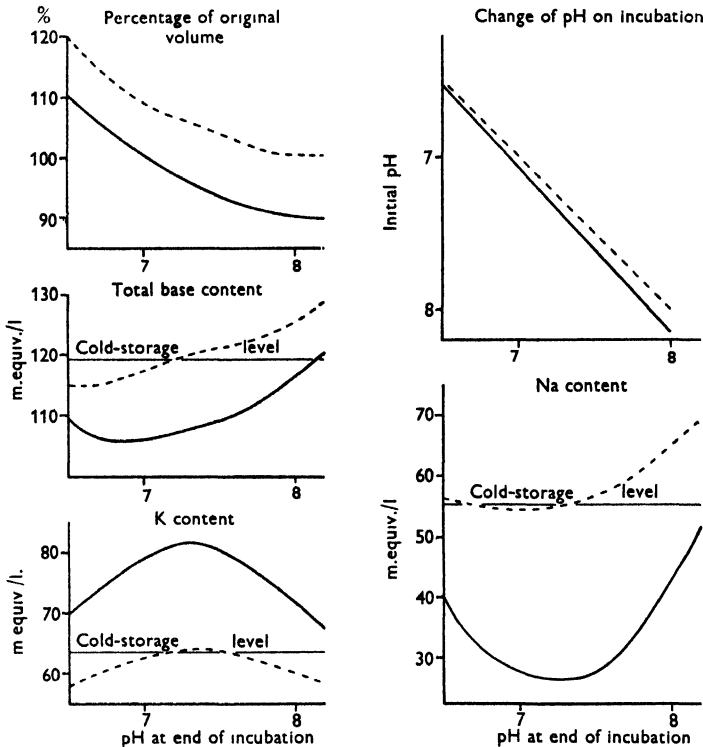 %
Percentage of original
volume
120
110
100
90
7
8
Change of pH on incubation
Initial pH
7
8
7
8
Total base content
m.equiv./l
130
120
110
Cold-storage level
7
8
Na content
m.equiv./l
70
60
50
40
30
Cold-storage level
7
8
pH at end of incubation
K content
m equiv /l.
80
70
60
Cold-storage level
7
8
pH at end of incubation